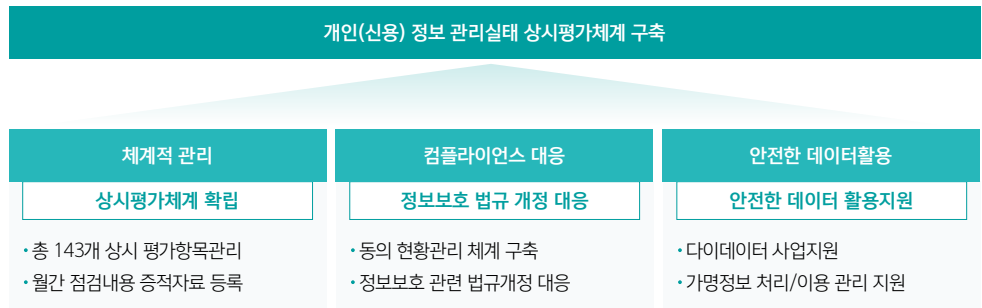 개인(신용) 정보 관리실태 상시평가체계 구축
체계적 관리
상시평가체계 확립
• 총 143개 상시 평가항목관리
• 월간 점검내용 증적자료 등록
컴플라이언스 대응
정보보호 법규 개정 대응
• 동의 현황관리 체계 구축
• 정보보호 관련 법규개정 대응
안전한 데이터활용
안전한 데이터 활용지원
• 다이데이터 사업지원
• 가명정보 처리/이용 관리 지원